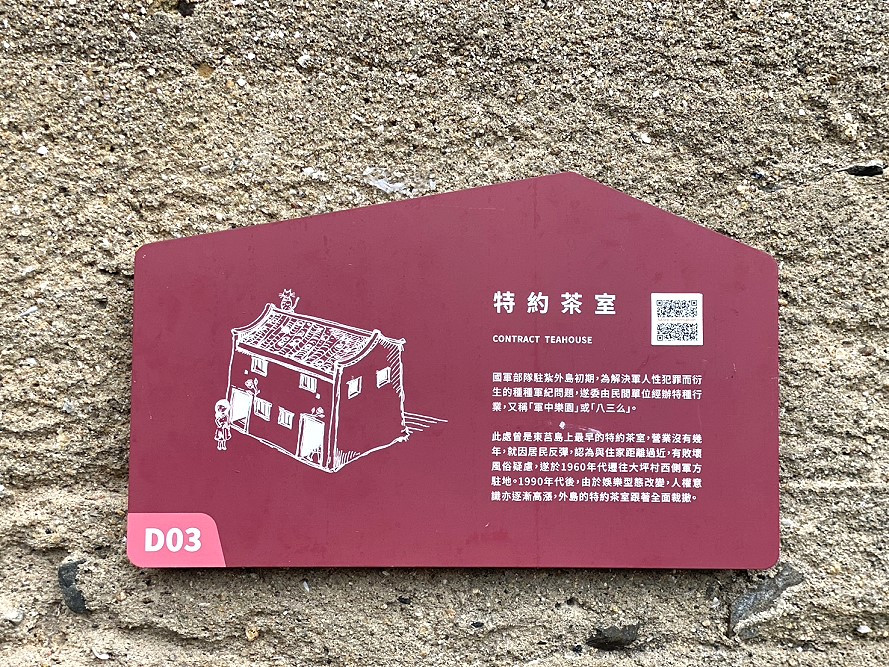 特約茶室
CONTRACT TEAHOUSE
國軍部隊駐紮外島初期，為解決軍人性犯罪而衍
生的種種軍紀問題，遂委由民間單位經辦特種行
業，又稱「軍中樂園」或「八三么」。
此處曾是東莒島上最早的特約茶室，營業沒有幾
年，就因居民反彈，認為與住家距離過近，有敗壞
風俗疑慮，遂於1960年代遷往大坪村西側軍方
駐地。1990年代後，由於娛樂型態改變，人權意
識亦逐漸高漲，外島的特約茶室跟着全面裁撤。
D03